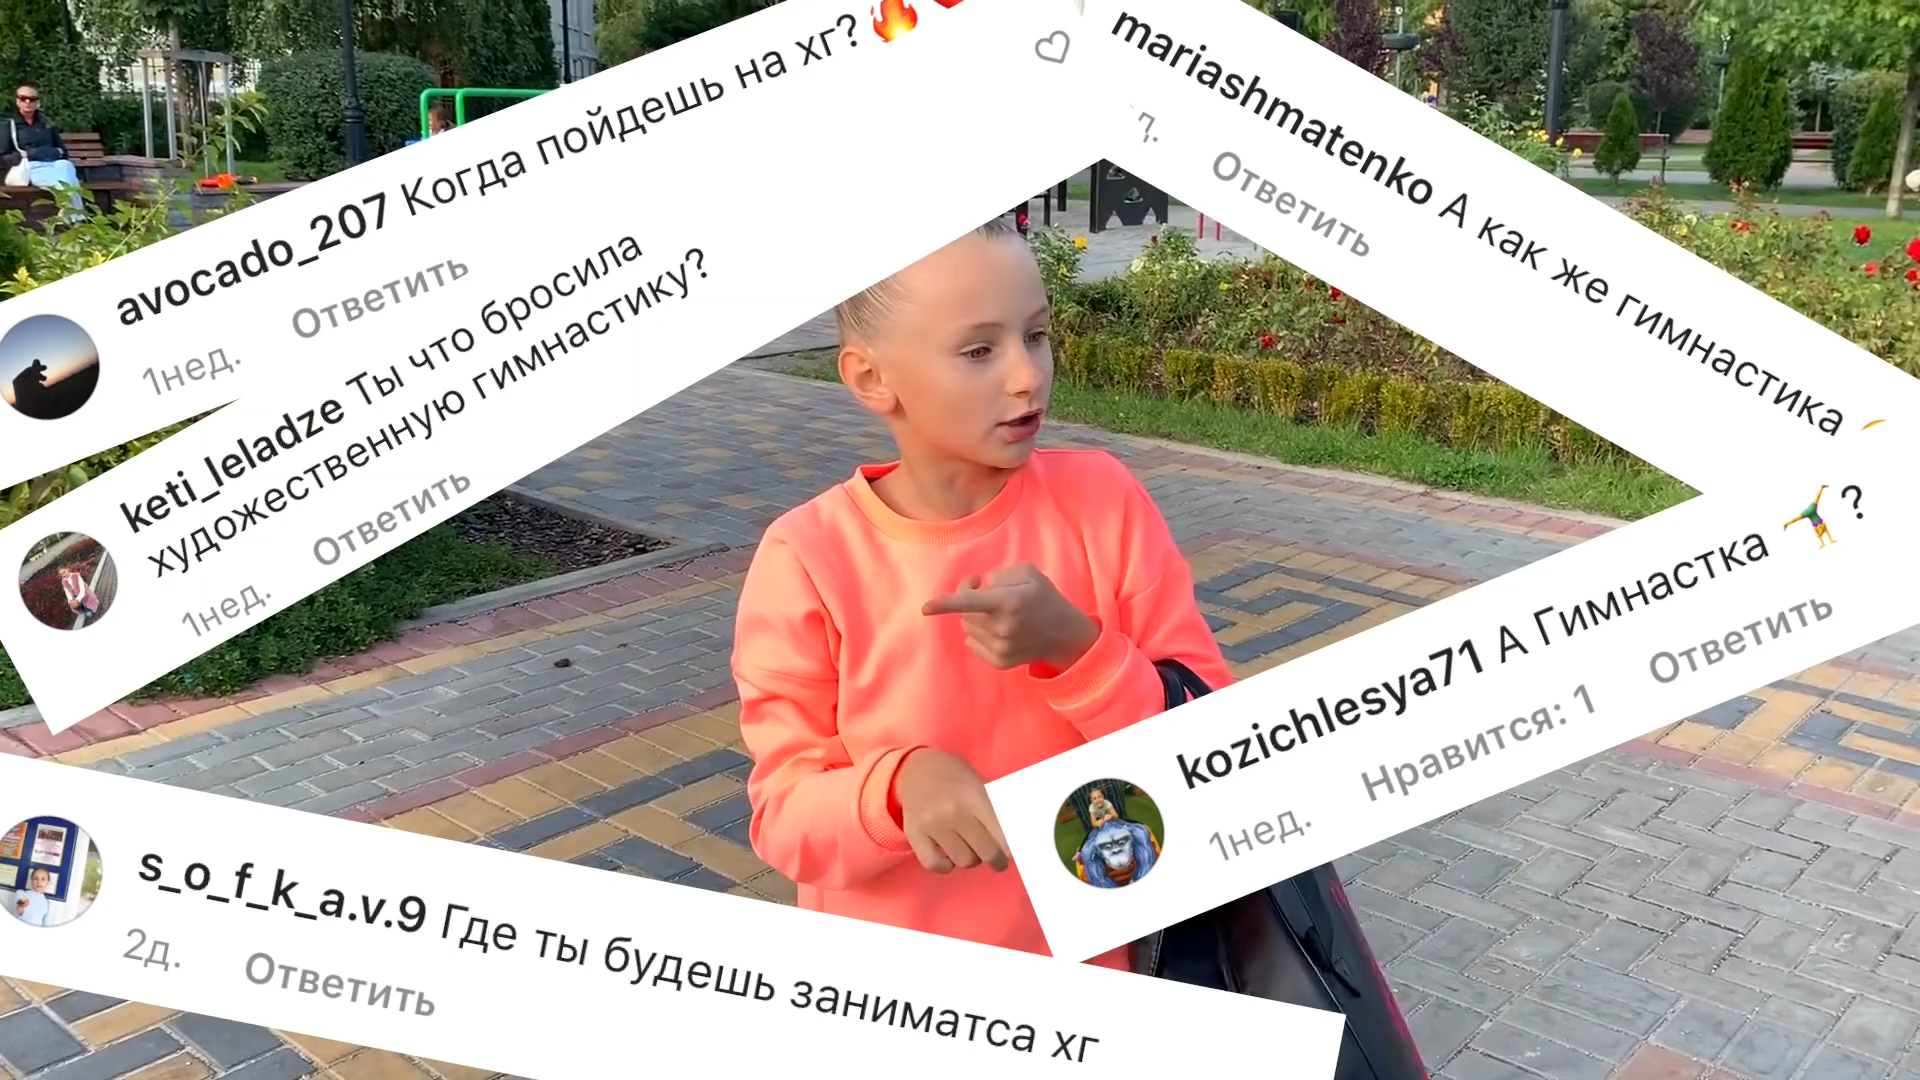 avocado_207 Когда пойдешь на хг?🔥
1нед. Ответить
keti_leladze Ты что бросила
художественную гимнастику?
1нед. Ответить
mariashmatenko А как же гимнастика
Ответить
kozichlesya71 А Гимнастка 🤸?
1нед. Нравится: 1 Ответить
s_o_f_k_a.v.9 Где ты будешь заниматса хг
2д. Ответить